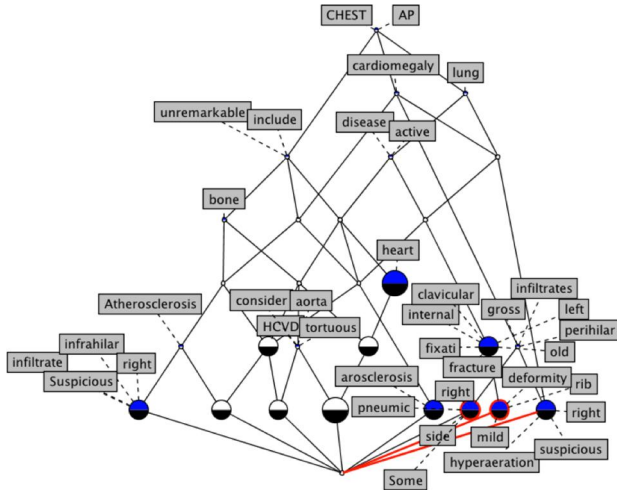 CHEST AP
cardiomegaly
lung
unremarkable
include
disease
active
bone
heart
Atherosclerosis
consider aorta
HCVD tortuous
clavicular
internal
infiltrates
gross
left
perihilar
old
fixati
fracture
infrahilar
infiltrate
right
Suspicious
arosclerosis
pneumic
right
deformity
rib
right
side
mild
suspicious
hyperaeration
Some